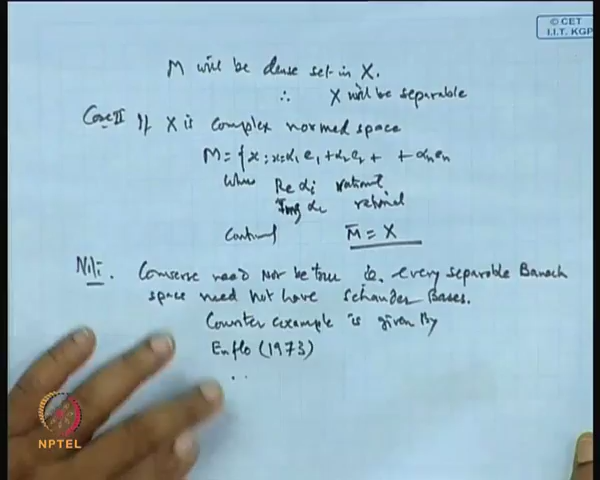 © CET
I.I.T. KGP
M will be dense set in X.
∴ X will be separable
Case II If X is complex normed space
M = { x : x = α₁ e₁ + α₂ e₂ + + αₙ eₙ
where Re αi rational
Img αi rational
M̄ = X
Converse need not be true ie. every separable Banach
space need not have Schauder Bases.
Counter example is given by
Enflo (1973)
NPTEL